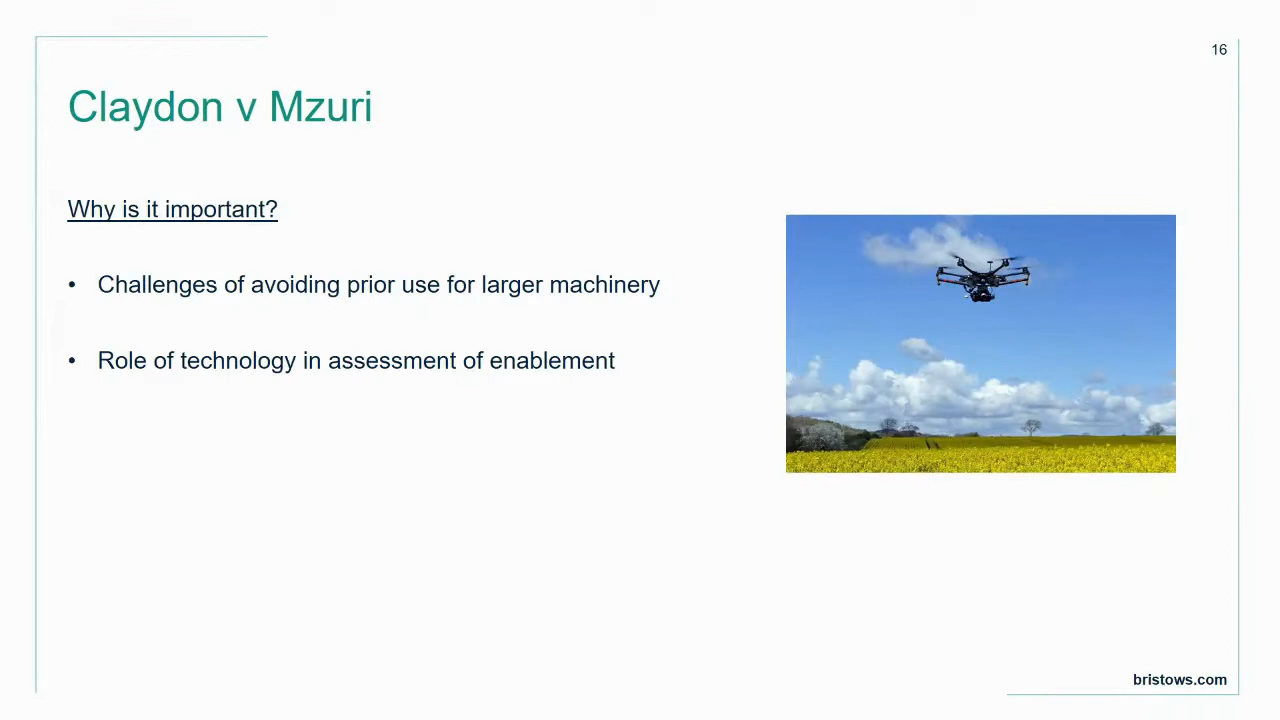 16
Claydon v Mzuri
Why is it important?
• Challenges of avoiding prior use for larger machinery
• Role of technology in assessment of enablement
bristows.com